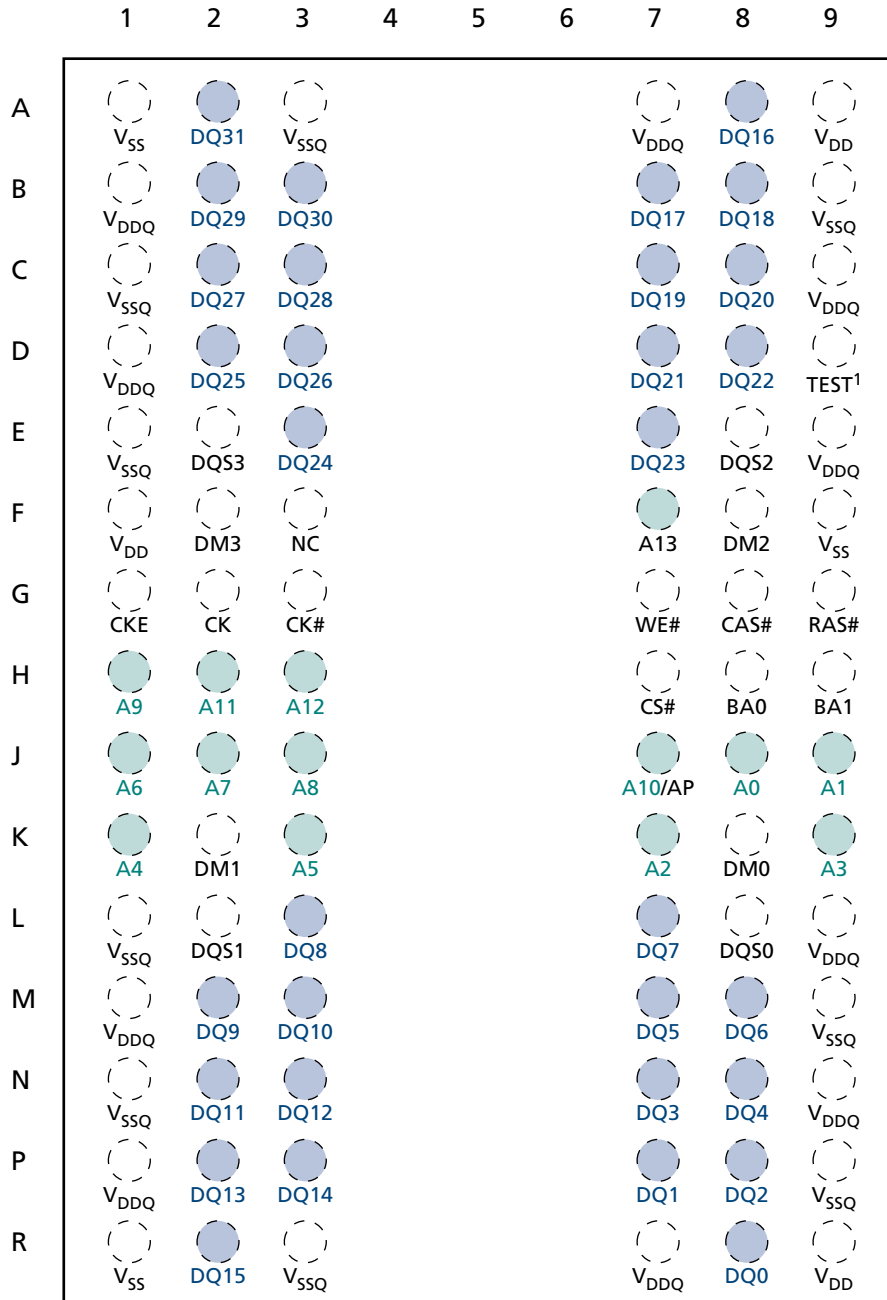 1 2 3 4 5 6 7 8 9
A
VSS DQ31 VSSQ VDDQ DQ16 VDD
B
VDDQ DQ29 DQ30 DQ17 DQ18 VSSQ
C
VSSQ DQ27 DQ28 DQ19 DQ20 VDDQ
D
VDDQ DQ25 DQ26 DQ21 DQ22 TEST1
E
VSSQ DQS3 DQ24 DQ23 DQS2 VDDQ
F
VDD DM3 NC A13 DM2 VSS
G
CKE CK CK# WE# CAS# RAS#
H
A9 A11 A12 CS# BA0 BA1
J
A6 A7 A8 A10/AP A0 A1
K
A4 DM1 A5 A2 DM0 A3
L
VSSQ DQS1 DQ8 DQ7 DQS0 VDDQ
M
VDDQ DQ9 DQ10 DQ5 DQ6 VSSQ
N
VSSQ DQ11 DQ12 DQ3 DQ4 VDDQ
P
VDDQ DQ13 DQ14 DQ1 DQ2 VSSQ
R
VSS DQ15 VSSQ VDDQ DQ0 VDD